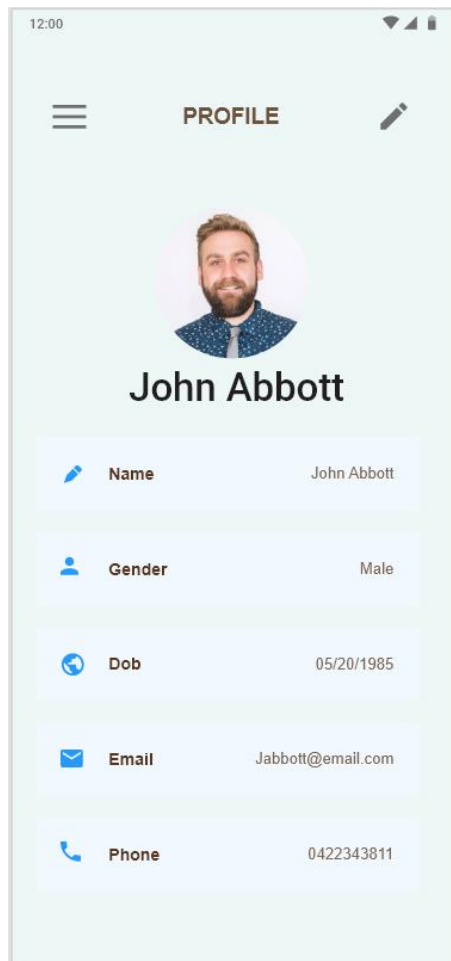 12:00
PROFILE
John Abbott
Name John Abbott
Gender Male
Dob 05/20/1985
Email Jabbott@email.com
Phone 0422343811